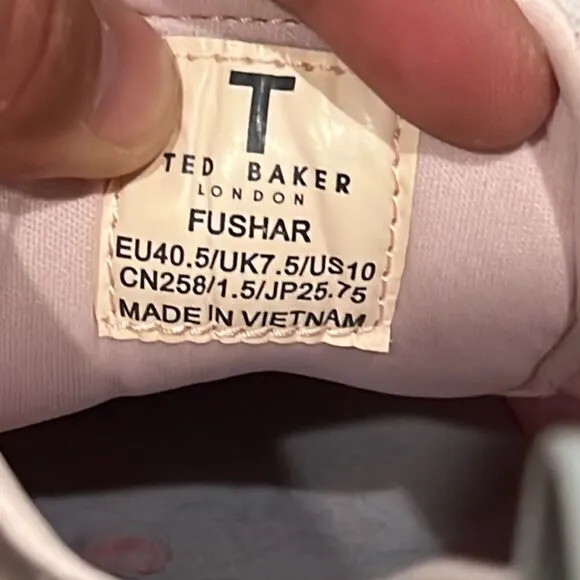 T
TED BAKER
LONDON
FUSHAR
EU40.5/UK7.5/US10
CN258/1.5/JP25.75
MADE IN VIETNAM